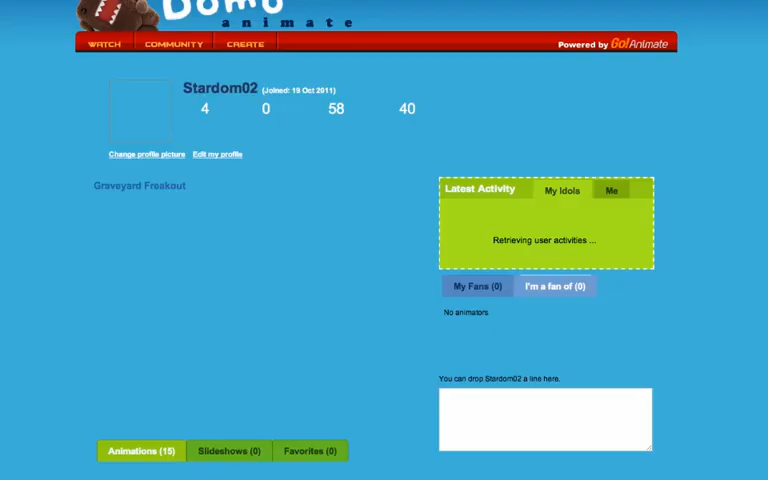 Domo
animate
WATCH COMMUNITY CREATE Powered by Go!Animate
Stardom02 (Joined: 19 Oct 2011)
4 0 58 40
Change profile picture Edit my profile
Graveyard Freakout
Latest Activity My Idols Me
Retrieving user activities ...
My Fans (0) I'm a fan of (0)
No animators
You can drop Stardom02 a line here.
Animations (15) Slideshows (0) Favorites (0)